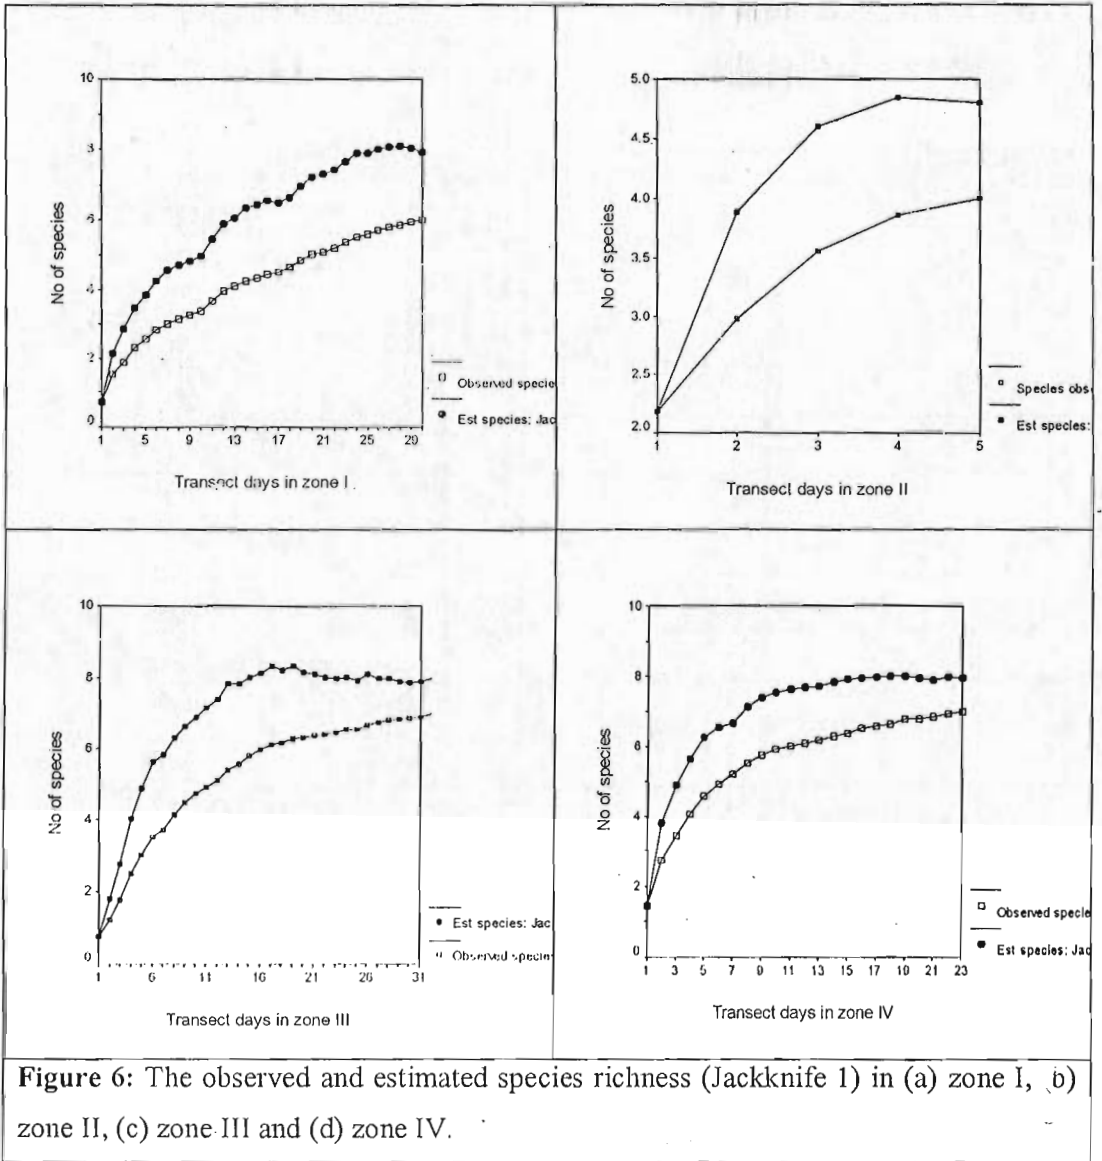 10
8
6
4
2
0
No of species
1 5 9 13 17 21 25 29
Transect days in zone I
Observed specie
Est species: Jac
5.0
4.5
4.0
3.5
3.0
2.5
2.0
No of species
1 2 3 4 5
Transect days in zone II
Species obs
Est species:
10
8
6
4
2
0
No of species
1 6 11 16 21 26 31
Transect days in zone III
Est species: Jac
Observed specie
10
8
6
4
2
0
No of species
1 3 5 7 9 11 13 15 17 19 21 23
Transect days in zone IV
Observed specie
Est species: Jac
Figure 6: The observed and estimated species richness (Jackknife 1) in (a) zone I, b)
zone II, (c) zone III and (d) zone IV.